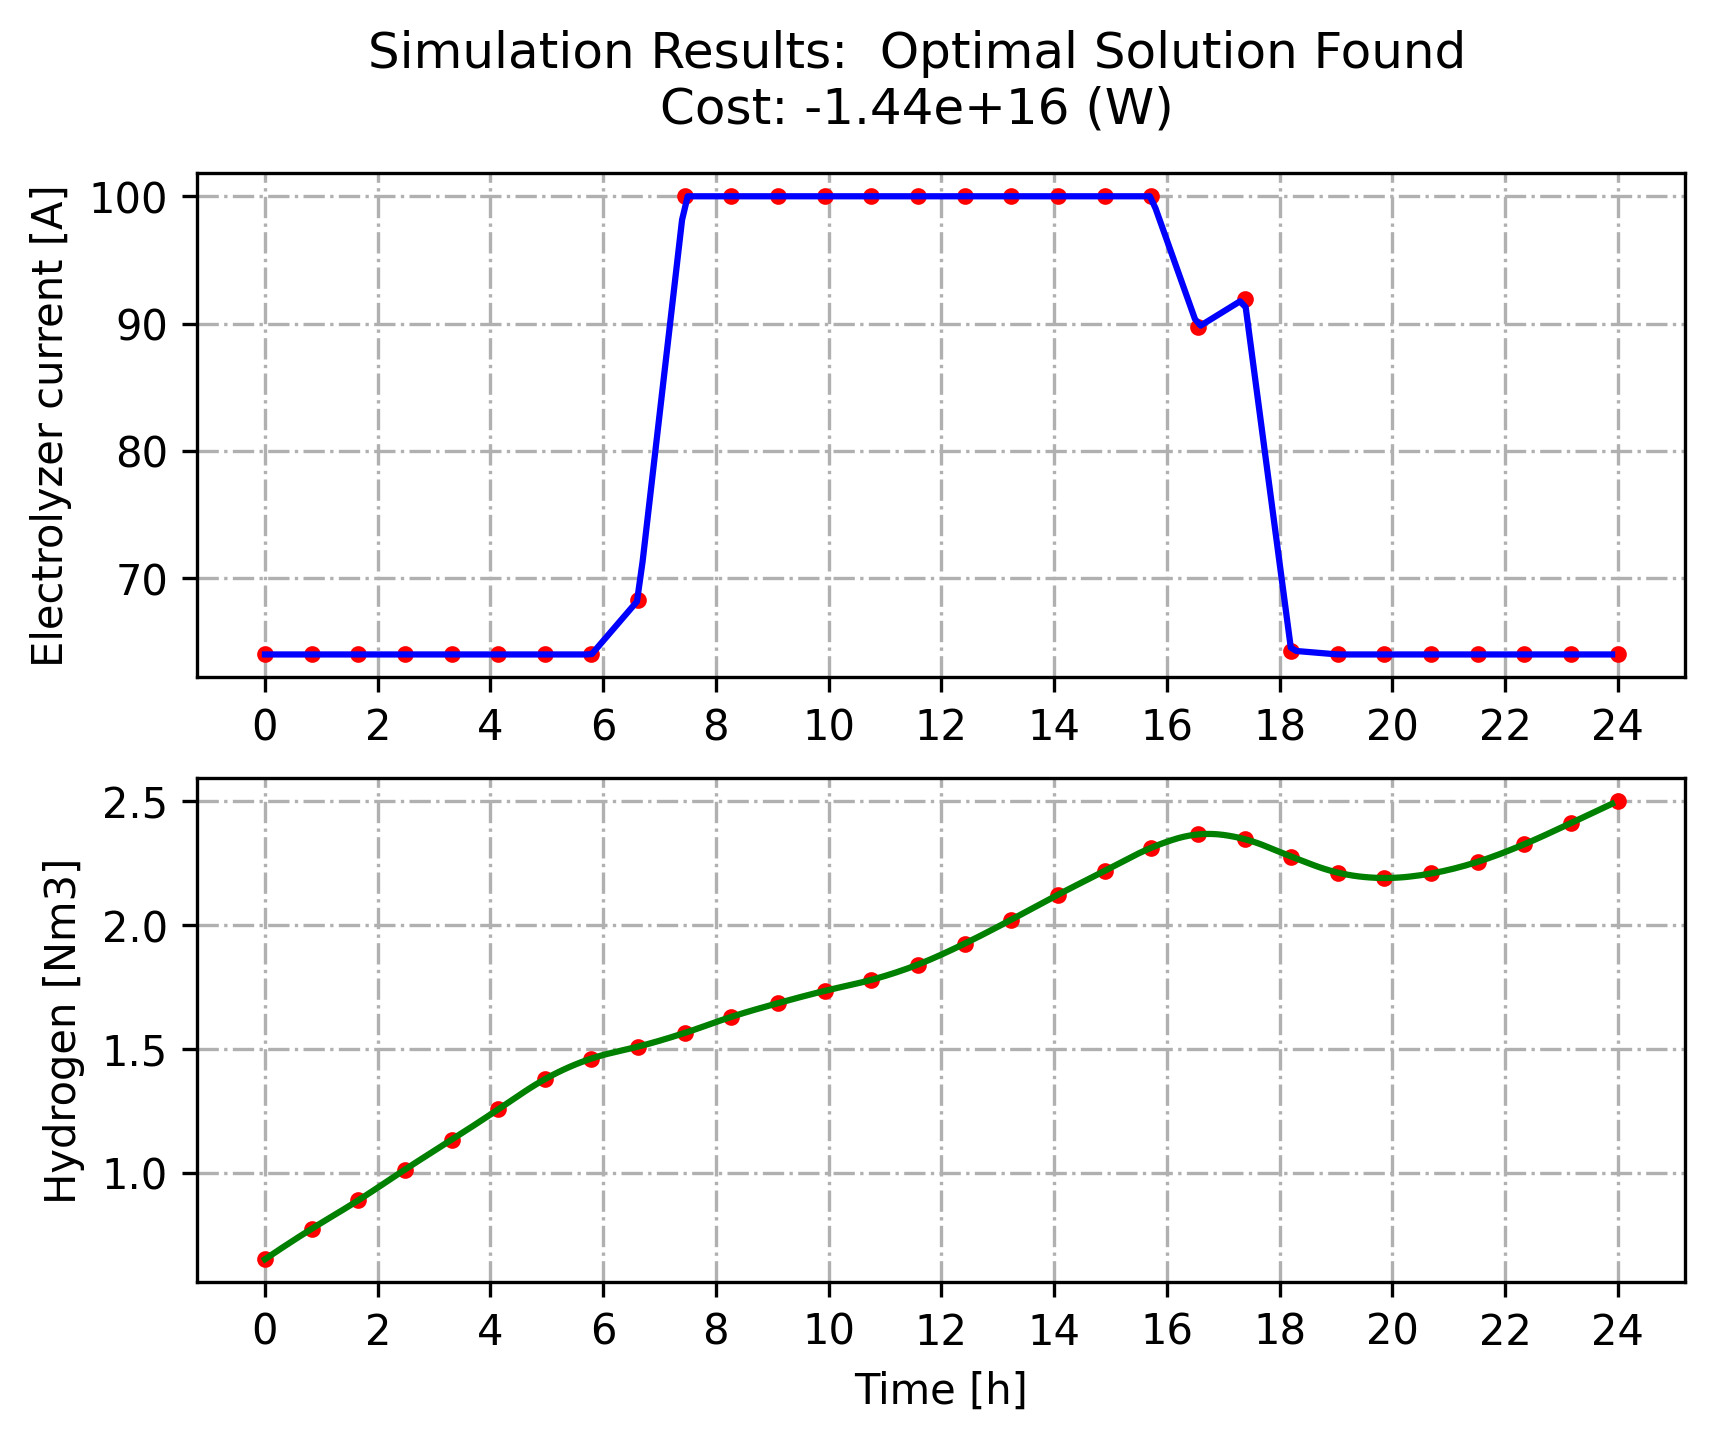 Simulation Results:  Optimal Solution Found
Cost: -1.44e+16 (W)
Electrolyzer current [A]
100
90
80
70
0 2 4 6 8 10 12 14 16 18 20 22 24
Hydrogen [Nm3]
2.5
2.0
1.5
1.0
0 2 4 6 8 10 12 14 16 18 20 22 24
Time [h]